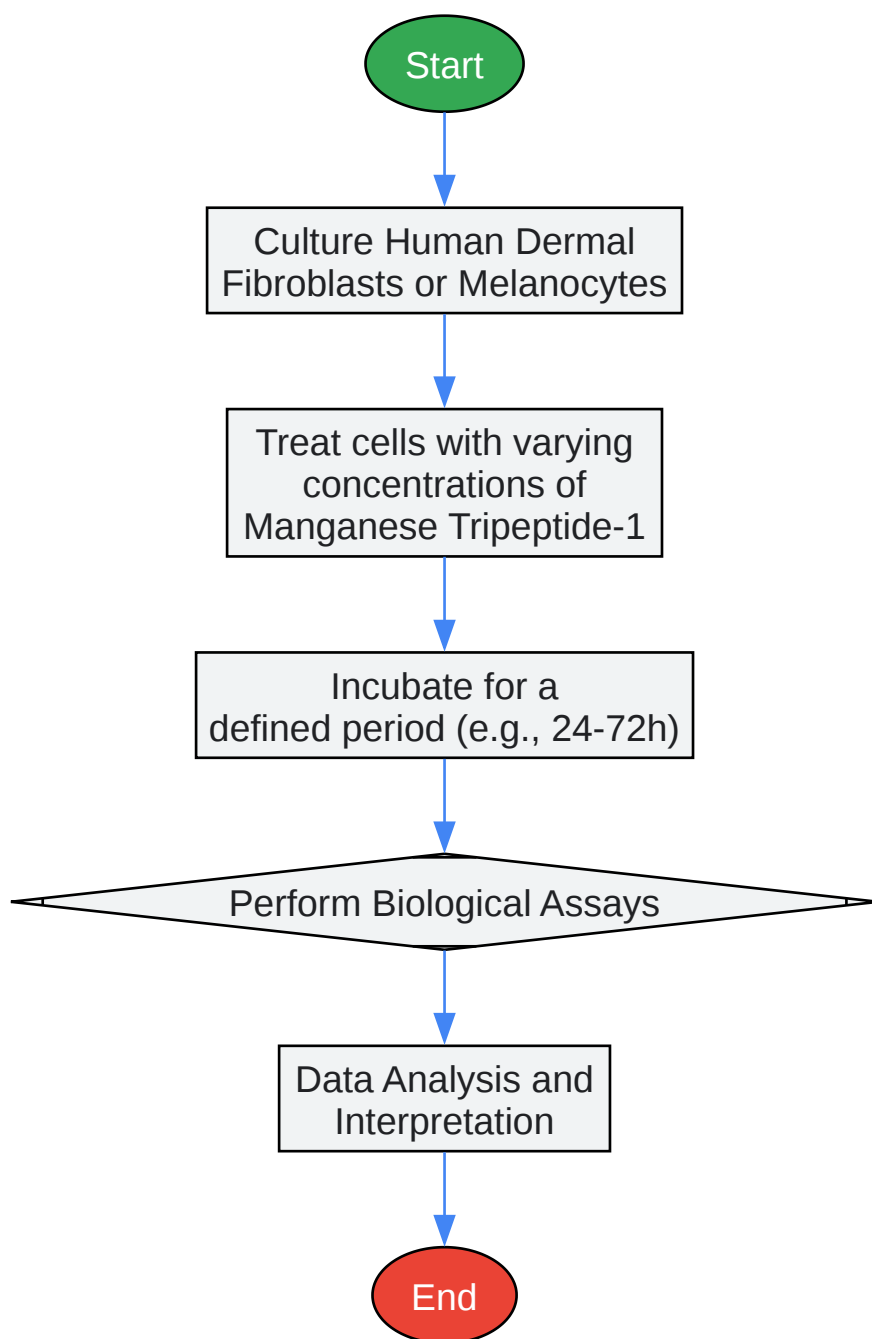 Start
Culture Human Dermal
Fibroblasts or Melanocytes
Treat cells with varying
concentrations of
Manganese Tripeptide-1
Incubate for a
defined period (e.g., 24-72h)
Perform Biological Assays
Data Analysis and
Interpretation
End